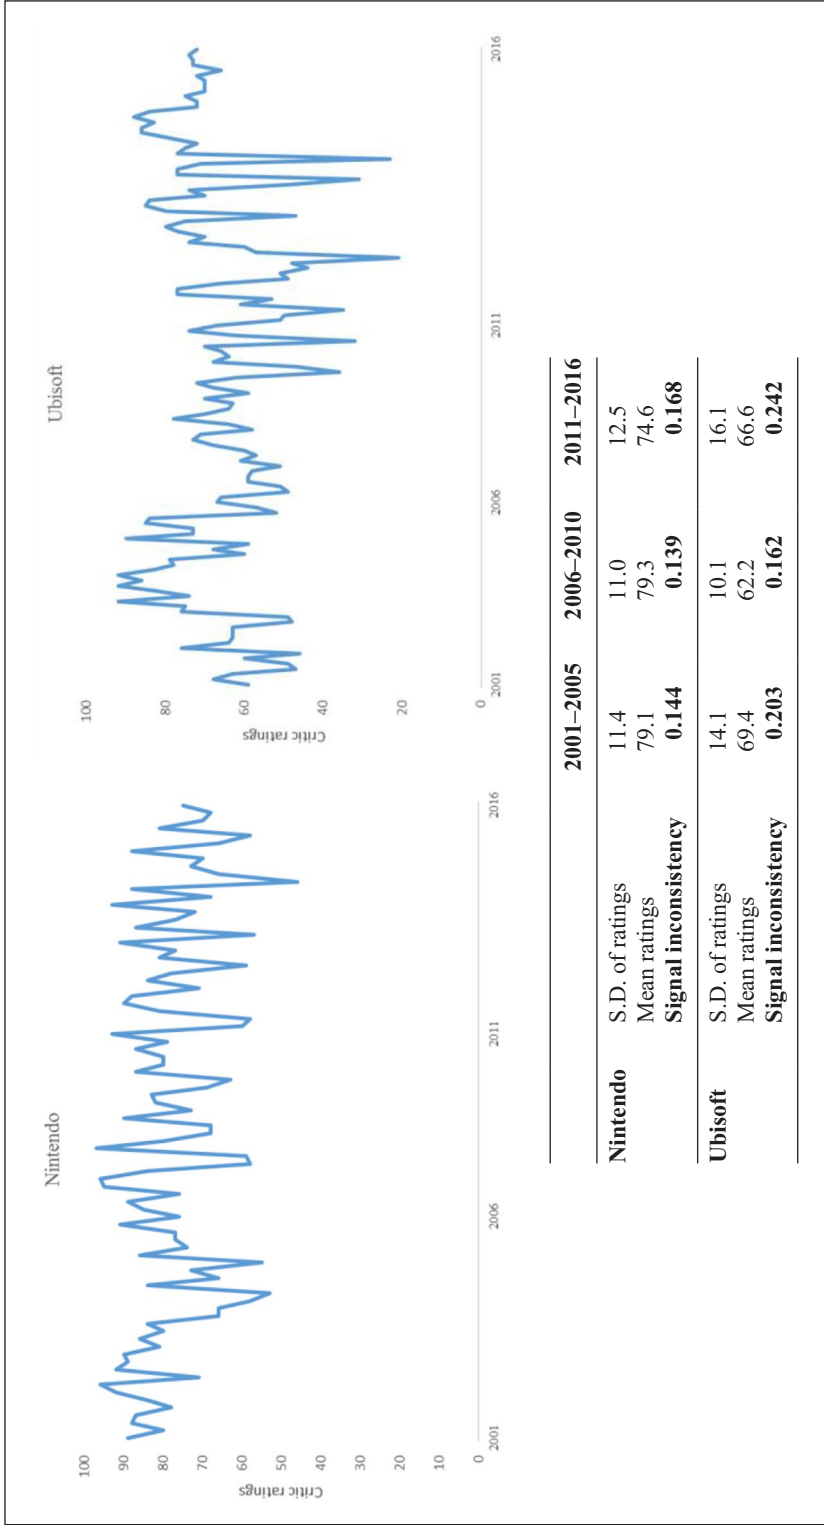 Nintendo
Critic ratings
100
90
80
70
60
50
40
30
20
10
0
2001
2006
2011
2016
Ubisoft
Critic ratings
100
80
60
40
20
0
2001
2006
2011
2016
2001–2005 2006–2010 2011–2016
Nintendo S.D. of ratings 11.4 11.0 12.5
Mean ratings 79.1 79.3 74.6
Signal inconsistency 0.144 0.139 0.168
Ubisoft S.D. of ratings 14.1 10.1 16.1
Mean ratings 69.4 62.2 66.6
Signal inconsistency 0.203 0.162 0.242